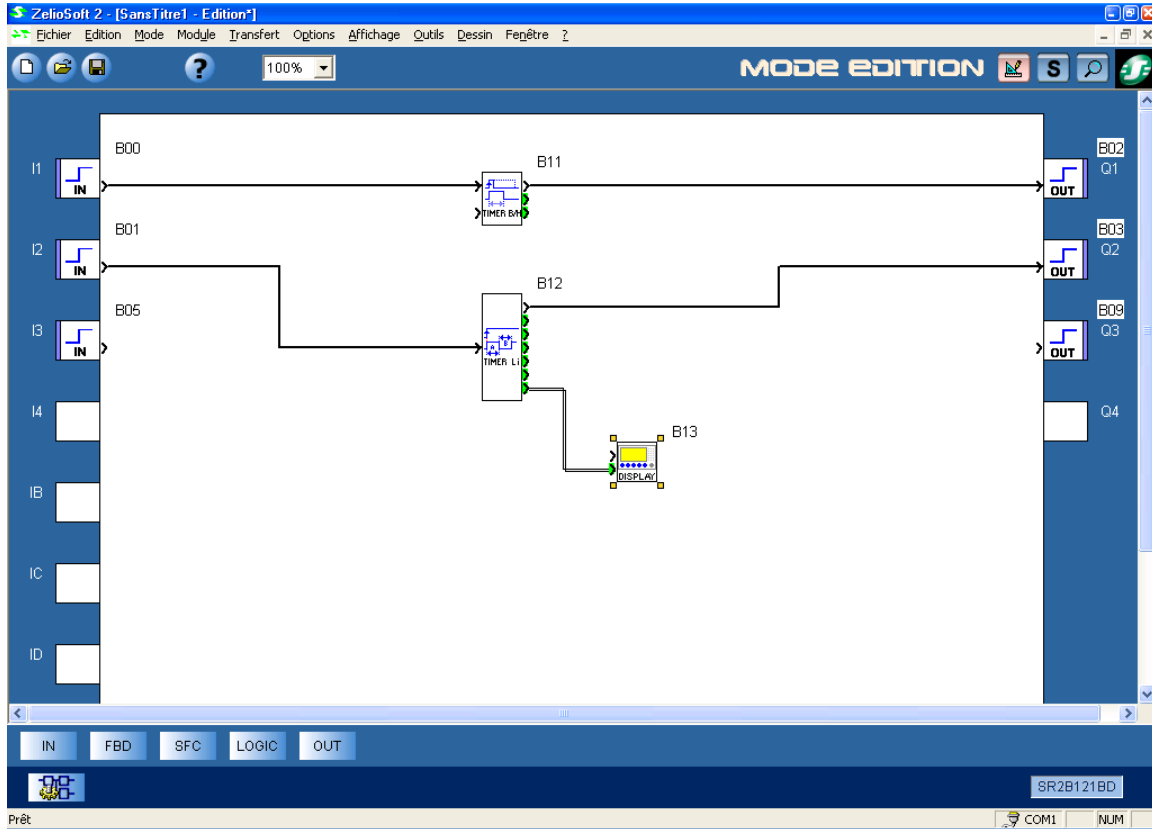 ZelioSoft 2 - [SansTitre1 - Edition*]
Fichier Edition Mode Module Transfert Options Affichage Outils Dessin Fenêtre ?
? 100% MODE EDITION S
B00 B11 B02
I1 IN TIMER B/H OUT Q1
B01 B03
I2 IN OUT Q2
B12
B05 B09
I3 IN A B TIMER Li OUT Q3
I4 Q4
B13
DISPLAY
IB
IC
ID
IN FBD SFC LOGIC OUT
SR2B121BD
Prêt COM1 NUM